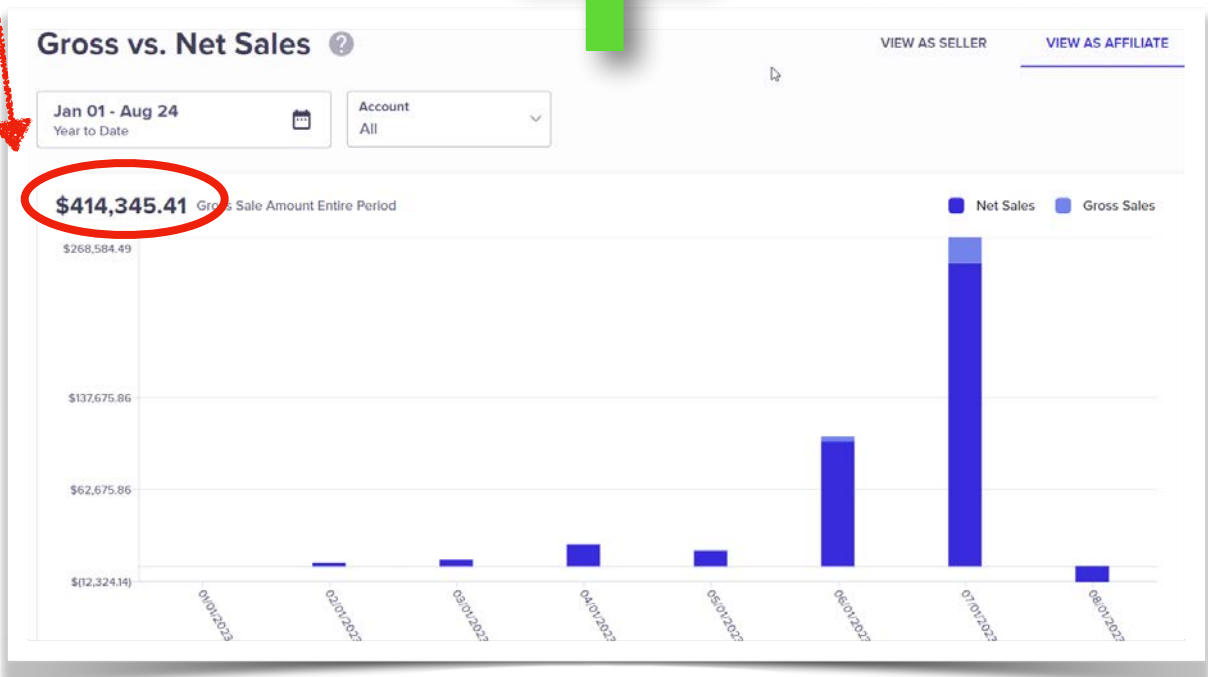 Gross vs. Net Sales ?
VIEW AS SELLER
VIEW AS AFFILIATE
Jan 01 - Aug 24
Year to Date
Account
All
$414,345.41 Gross Sale Amount Entire Period
Net Sales
Gross Sales
$268,584.49
$137,675.86
$62,675.86
$(12,324.14)
01/01/2023
02/01/2023
03/01/2023
04/01/2023
05/01/2023
06/01/2023
07/01/2023
08/01/2023